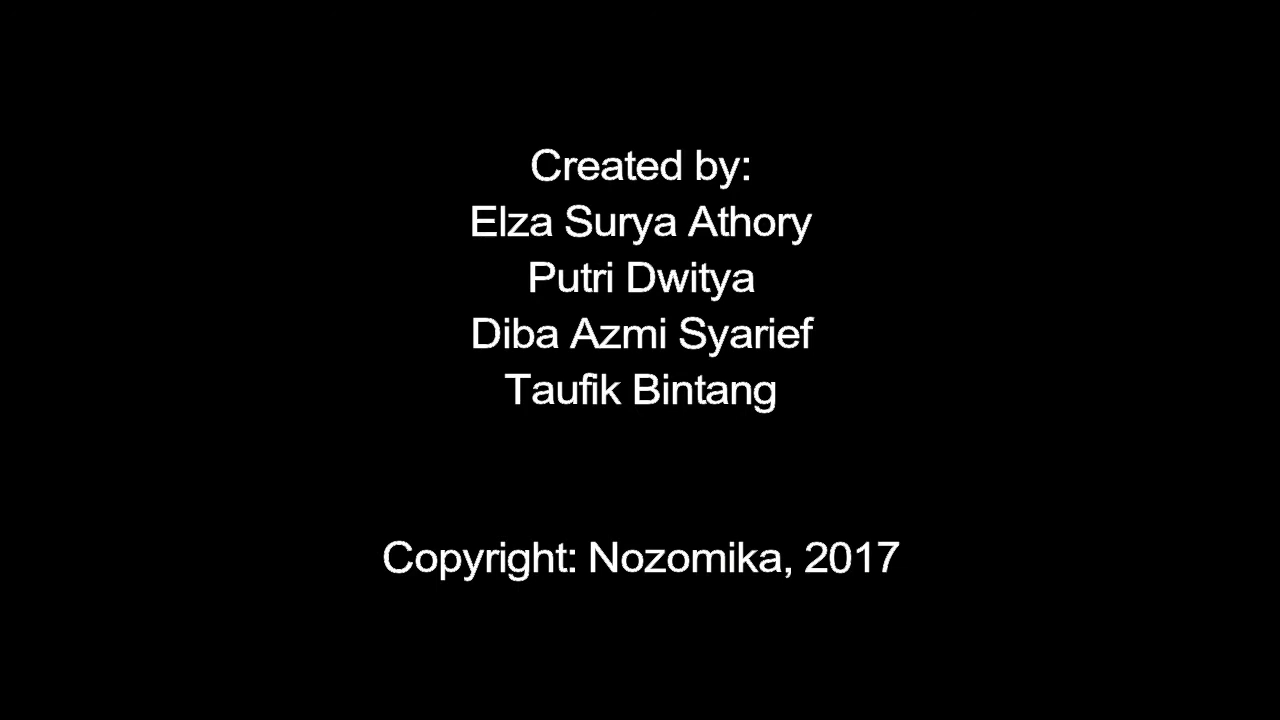 Created by:
Elza Surya Athory
Putri Dwitya
Diba Azmi Syarief
Taufik Bintang
Copyright: Nozomika, 2017